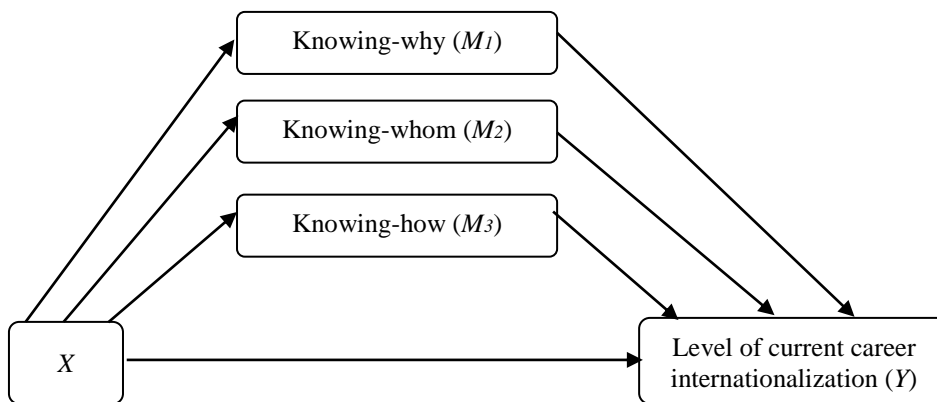 Knowing-why (M1)
Knowing-whom (M2)
Knowing-how (M3)
X
Level of current career
internationalization (Y)